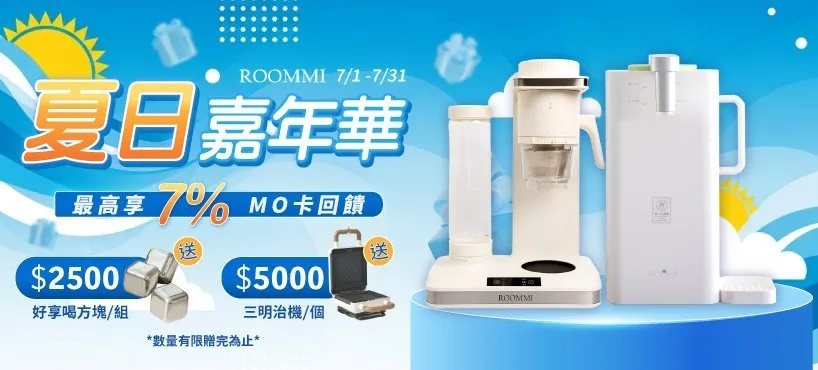 ROOMMI 7/1 -7/31
夏日嘉年華
最高享7% MO卡回饋
$2500 送
好享喝方塊/組
$5000 送
三明治機/個
*數量有限贈完為止*
ROOMMI